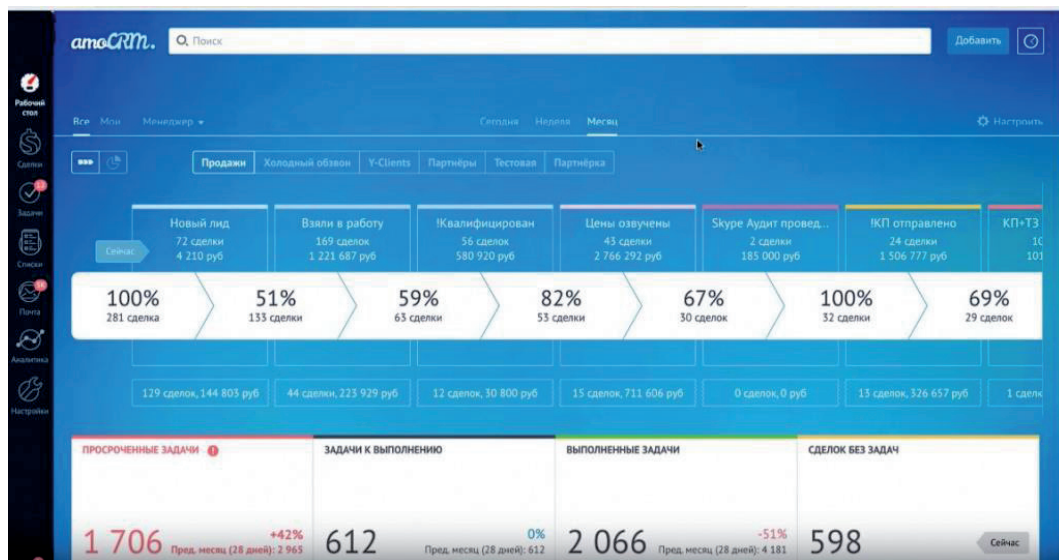 amoCRM.
Поиск
Добавить
Рабочий
стол
Сделки
Задачи
Списки
Почта
Аналитика
Настройки
Все Мои Менеджер
Сегодня Неделя Месяц
Настроить
Продажи Холодный обзвон Y-Clients Партнёры Тестовая Партнёрка
Сейчас
Новый лид
72 сделки
4 210 руб
Взяли в работу
169 сделок
1 221 687 руб
!Квалифицирован
56 сделок
580 920 руб
Цены озвучены
43 сделки
2 766 292 руб
Skype Аудит провед...
2 сделки
185 000 руб
!КП отправлено
24 сделки
1 506 777 руб
КП+ТЗ
10
101
100%
281 сделка
51%
133 сделки
59%
63 сделки
82%
53 сделки
67%
30 сделок
100%
32 сделки
69%
29 сделок
129 сделок, 144 803 руб
44 сделки, 223 929 руб
12 сделок, 30 800 руб
15 сделок, 711 606 руб
0 сделок, 0 руб
13 сделок, 326 657 руб
1 сделк
ПРОСРОЧЕННЫЕ ЗАДАЧИ
1 706
+42%
Пред. месяц (28 дней): 2 965
ЗАДАЧИ К ВЫПОЛНЕНИЮ
612
0%
Пред. месяц (28 дней): 612
ВЫПОЛНЕННЫЕ ЗАДАЧИ
2 066
-51%
Пред. месяц (28 дней): 4 181
СДЕЛОК БЕЗ ЗАДАЧ
598
Сейчас